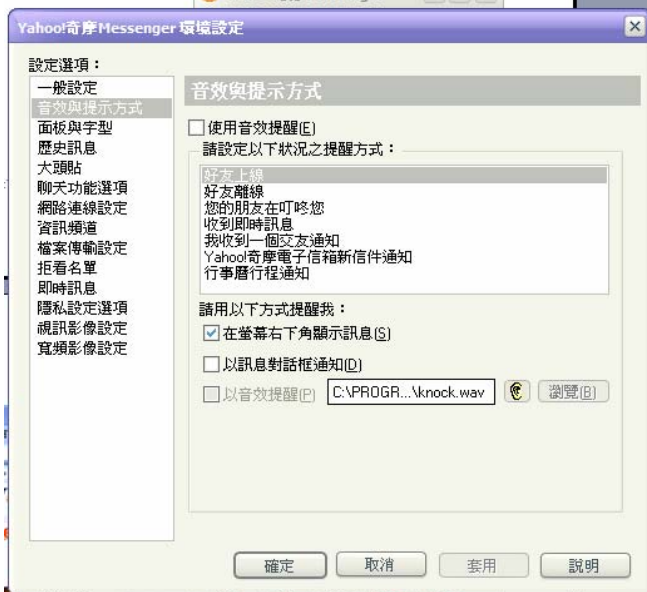 Yahoo!奇摩Messenger 環境設定
設定選項：
一般設定
音效與提示方式
面板與字型
歷史訊息
大頭貼
聊天功能選項
網路連線設定
資訊頻道
檔案傳輸設定
拒看名單
即時訊息
隱私設定選項
視訊影像設定
寬頻影像設定
音效與提示方式
使用音效提醒(E)
請設定以下狀況之提醒方式：
好友上線
好友離線
您的朋友在叮咚您
收到即時訊息
我收到一個交友通知
Yahoo!奇摩電子信箱新信件通知
行事曆行程通知
請用以下方式提醒我：
在螢幕右下角顯示訊息(S)
以訊息對話框通知(D)
以音效提醒(P) C:\PROGR...\knock.wav 瀏覽(B)
確定 取消 套用 說明